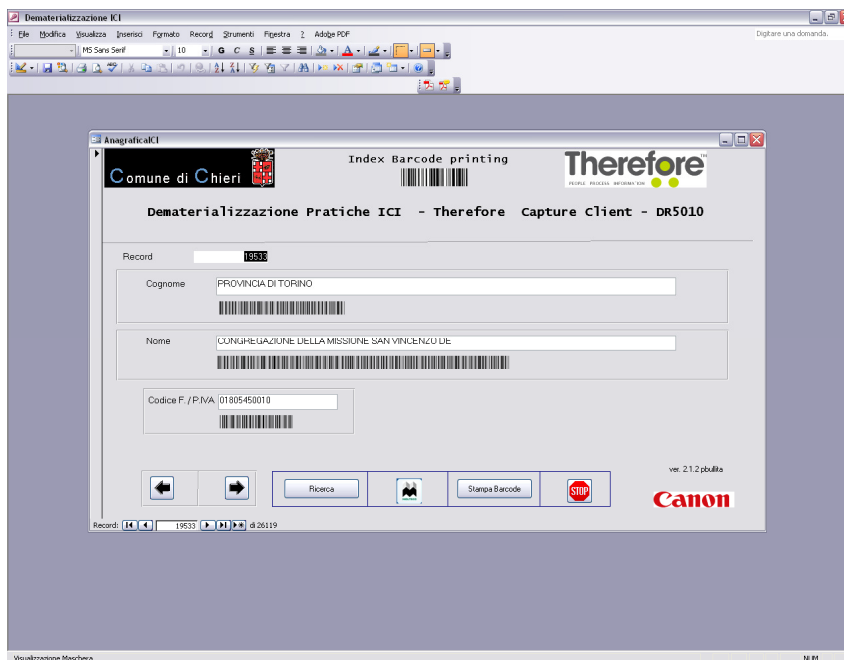 Dematerializzazione ICI
File Modifica Visualizza Inserisci Formato Record Strumenti Finestra ? Adobe PDF
Digitare una domanda.
MS Sans Serif 10 G C S
AnagraficaICI
Comune di Chieri
Index Barcode printing
Therefore™
PEOPLE PROCESS INFORMATION
Dematerializzazione Pratiche ICI - Therefore Capture Client - DR5010
Record 19533
Cognome PROVINCIA DI TORINO
Nome CONGREGAZIONE DELLA MISSIONE SAN VINCENZO DE
Codice F. / P.IVA 01805450010
ver. 2.1.2 pbullita
Ricerca
Stampa Barcode
STOP
Canon
Record: 19533 di 26119
Visualizzazione Maschera
NUM